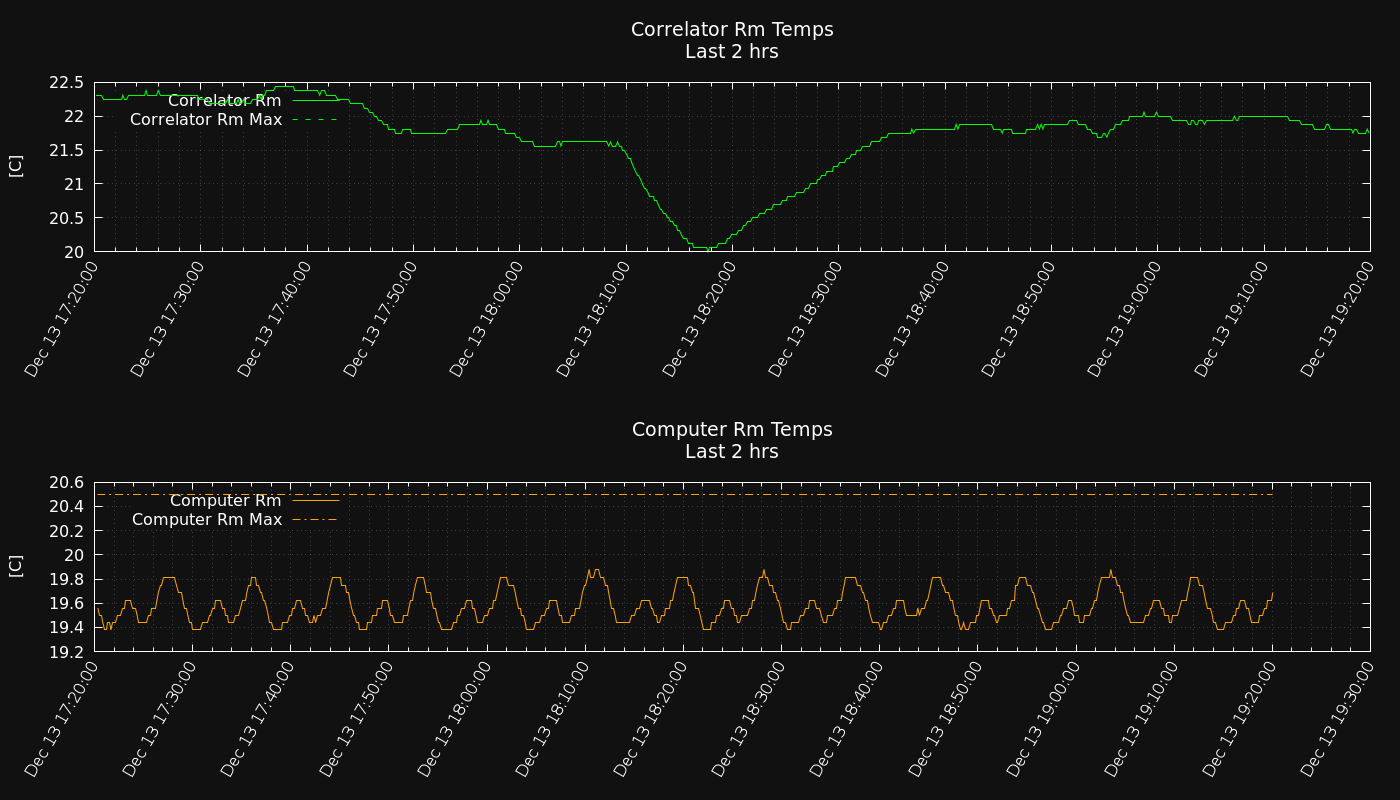 Correlator Rm Temps
Last 2 hrs
22.5
22
21.5
21
20.5
20
[C]
Correlator Rm
Correlator Rm Max
Dec 13 17:20:00
Dec 13 17:30:00
Dec 13 17:40:00
Dec 13 17:50:00
Dec 13 18:00:00
Dec 13 18:10:00
Dec 13 18:20:00
Dec 13 18:30:00
Dec 13 18:40:00
Dec 13 18:50:00
Dec 13 19:00:00
Dec 13 19:10:00
Dec 13 19:20:00
Computer Rm Temps
Last 2 hrs
20.6
20.4
20.2
20
19.8
19.6
19.4
19.2
[C]
Computer Rm
Computer Rm Max
Dec 13 17:20:00
Dec 13 17:30:00
Dec 13 17:40:00
Dec 13 17:50:00
Dec 13 18:00:00
Dec 13 18:10:00
Dec 13 18:20:00
Dec 13 18:30:00
Dec 13 18:40:00
Dec 13 18:50:00
Dec 13 19:00:00
Dec 13 19:10:00
Dec 13 19:20:00
Dec 13 19:30:00